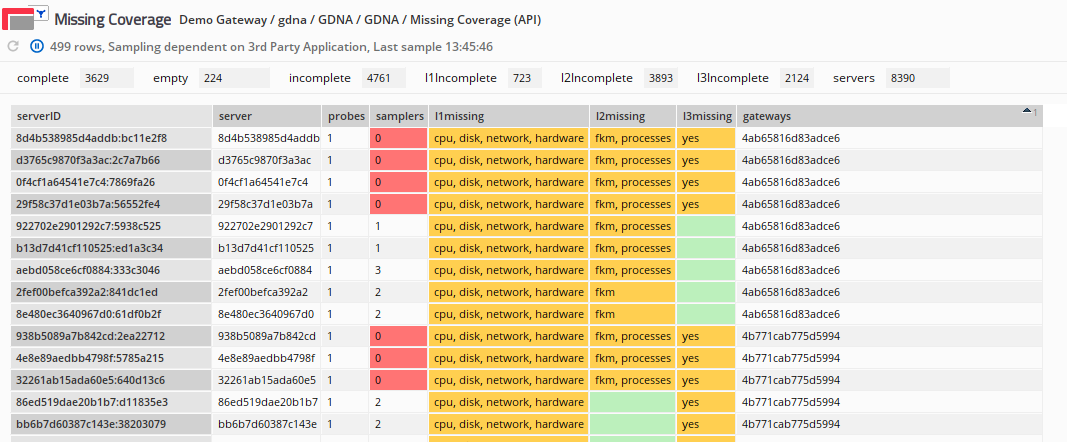 Missing Coverage Demo Gateway / gdna / GDNA / GDNA / Missing Coverage (API)
499 rows, Sampling dependent on 3rd Party Application, Last sample 13:45:46
complete 3629 empty 224 incomplete 4761 l1Incomplete 723 l2Incomplete 3893 l3Incomplete 2124 servers 8390
serverID server probes samplers l1missing l2missing l3missing gateways 1
8d4b538985d4addb:bc11e2f8 8d4b538985d4addb 1 0 cpu, disk, network, hardware fkm, processes yes 4ab65816d83adce6
d3765c9870f3a3ac:2c7a7b66 d3765c9870f3a3ac 1 0 cpu, disk, network, hardware fkm, processes yes 4ab65816d83adce6
0f4cf1a64541e7c4:7869fa26 0f4cf1a64541e7c4 1 0 cpu, disk, network, hardware fkm, processes yes 4ab65816d83adce6
29f58c37d1e03b7a:56552fe4 29f58c37d1e03b7a 1 0 cpu, disk, network, hardware fkm, processes yes 4ab65816d83adce6
922702e2901292c7:5938c525 922702e2901292c7 1 1 cpu, disk, network, hardware fkm, processes 4ab65816d83adce6
b13d7d41cf110525:ed1a3c34 b13d7d41cf110525 1 1 cpu, disk, network, hardware fkm, processes 4ab65816d83adce6
aebd058ce6cf0884:333c3046 aebd058ce6cf0884 1 3 cpu, disk, network, hardware fkm, processes 4ab65816d83adce6
2fef00befca392a2:841dc1ed 2fef00befca392a2 1 2 cpu, disk, network, hardware fkm 4ab65816d83adce6
8e480ec3640967d0:61df0b2f 8e480ec3640967d0 1 2 cpu, disk, network, hardware fkm 4ab65816d83adce6
938b5089a7b842cd:2ea22712 938b5089a7b842cd 1 0 cpu, disk, network, hardware fkm, processes yes 4b771cab775d5994
4e8e89aedbb4798f:5785a215 4e8e89aedbb4798f 1 0 cpu, disk, network, hardware fkm, processes yes 4b771cab775d5994
32261ab15ada60e5:640d13c6 32261ab15ada60e5 1 0 cpu, disk, network, hardware fkm, processes yes 4b771cab775d5994
86ed519dae20b1b7:d11835e3 86ed519dae20b1b7 1 2 cpu, disk, network, hardware yes 4b771cab775d5994
bb6b7d60387c143e:38203079 bb6b7d60387c143e 1 2 cpu, disk, network, hardware yes 4b771cab775d5994